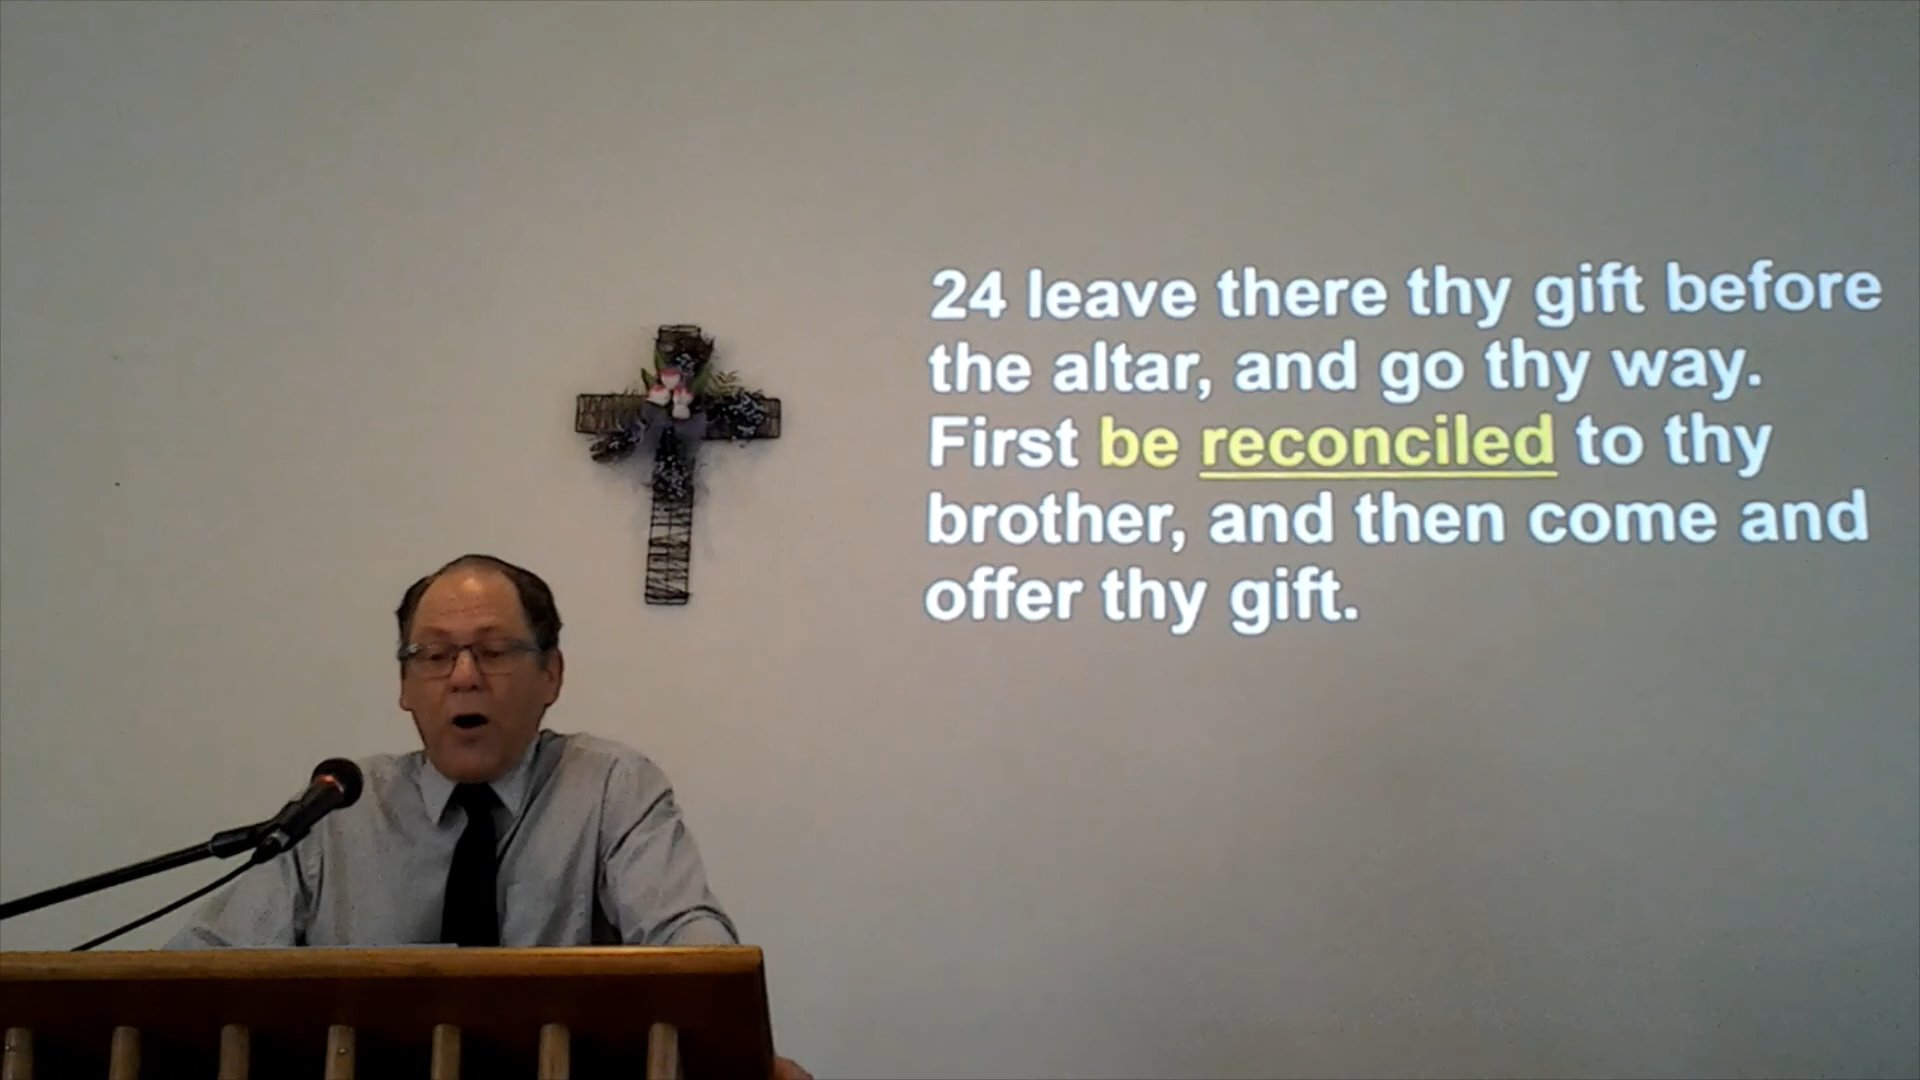 24 leave there thy gift before
the altar, and go thy way.
First be reconciled to thy
brother, and then come and
offer thy gift.